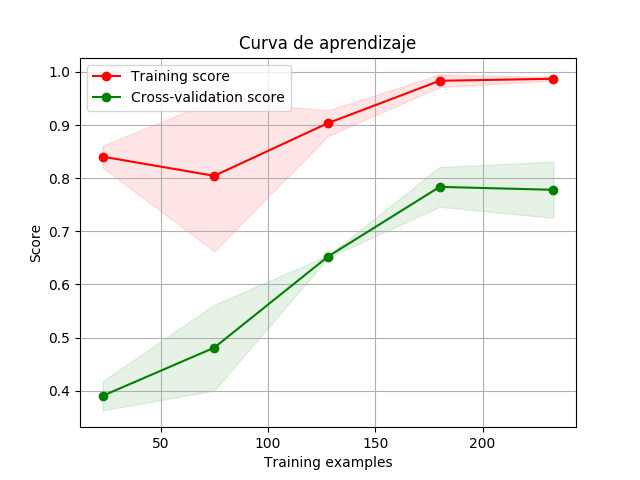 Curva de aprendizaje
Training score
Cross-validation score
1.0
0.9
0.8
0.7
0.6
0.5
0.4
Score
50
100
150
200
Training examples